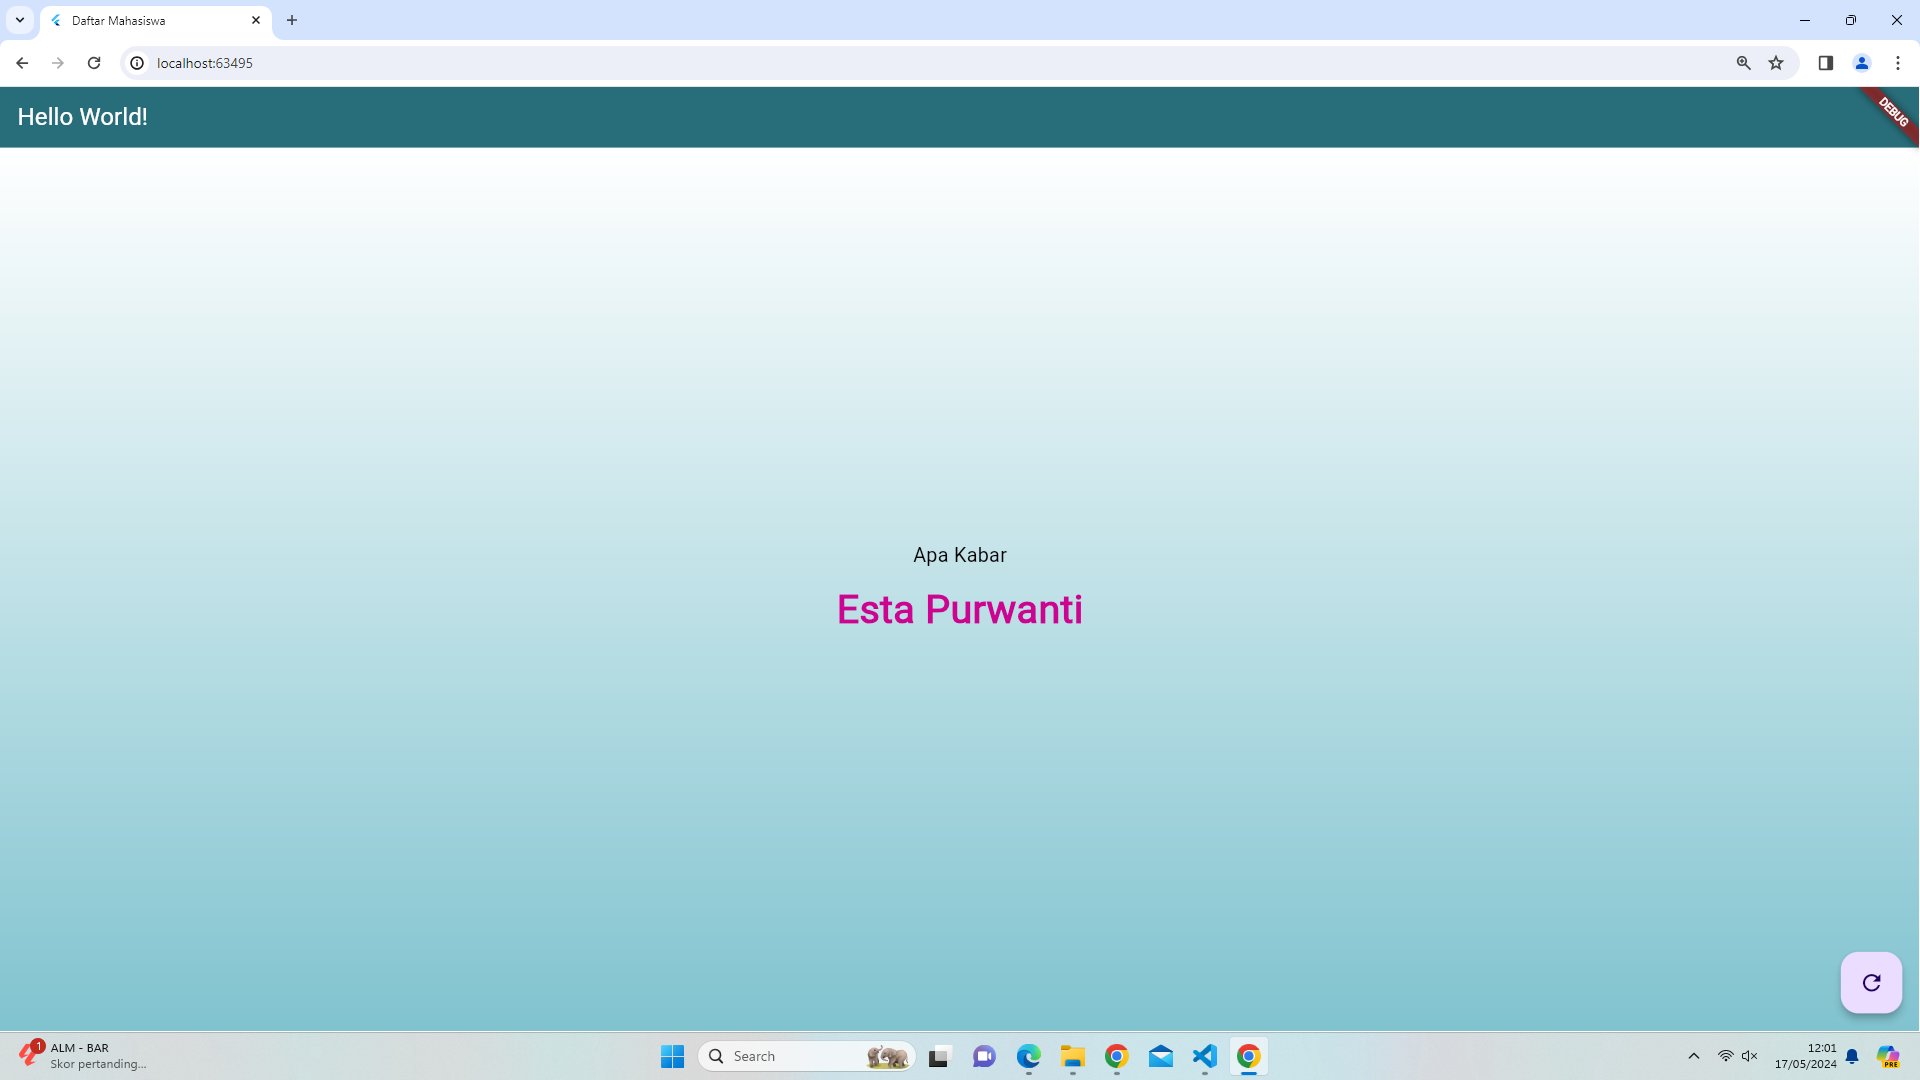 Daftar Mahasiswa
localhost:63495
Hello World!
DEBUG
Apa Kabar
Esta Purwanti
1
ALM - BAR
Skor pertanding...
Search
12:01
17/05/2024
PRE